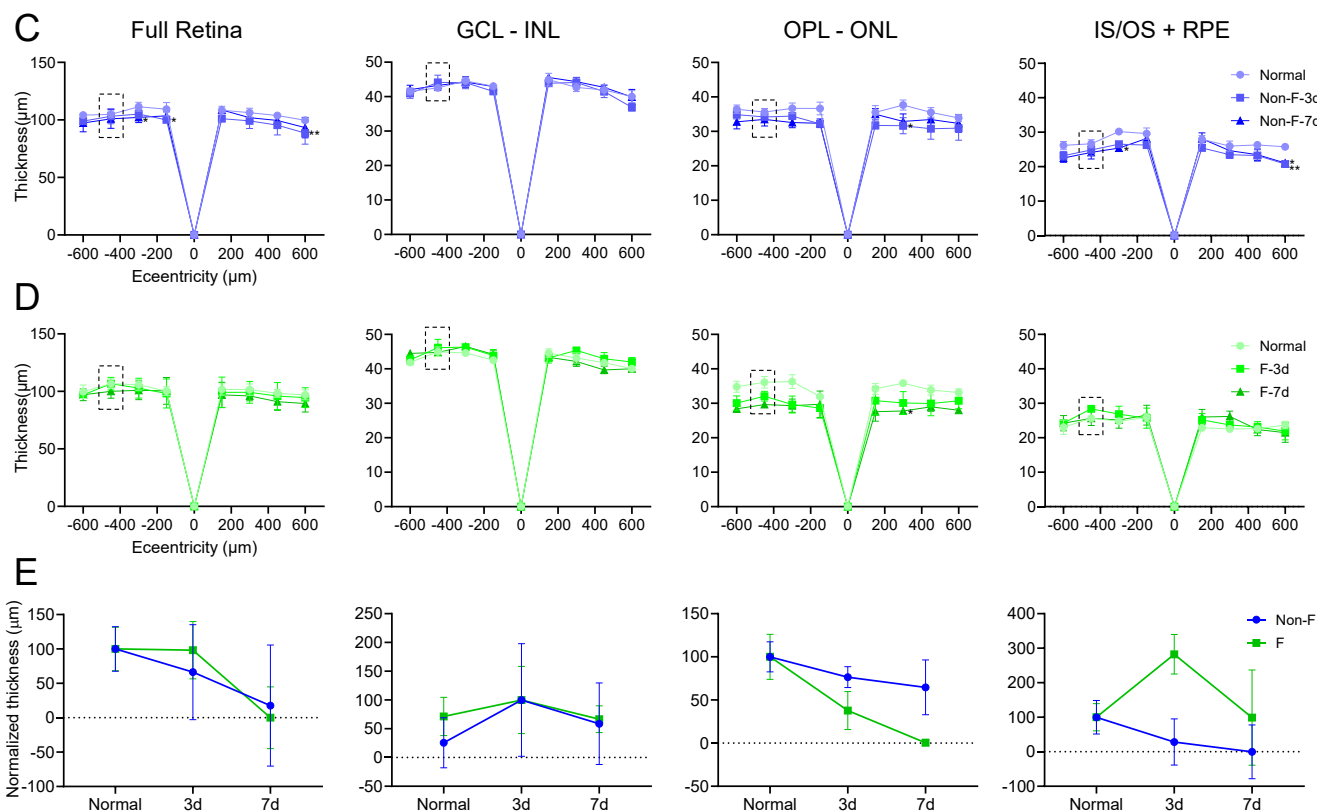 C
Full Retina
GCL - INL
OPL - ONL
IS/OS + RPE
Thickness(µm)
150
100
50
0
-600 -400 -200 0 200 400 600
Eceentricity (µm)
*
*
**
50
40
30
20
10
0
-600 -400 -200 0 200 400 600
50
40
30
20
10
0
-600 -400 -200 0 200 400 600
*
50
40
30
20
10
0
-600 -400 -200 0 200 400 600
*
*
**
Normal
Non-F-3d
Non-F-7d
D
Thickness(µm)
150
100
50
0
-600 -400 -200 0 200 400 600
Eceentricity (µm)
50
40
30
20
10
0
-600 -400 -200 0 200 400 600
50
40
30
20
10
0
-600 -400 -200 0 200 400 600
*
50
40
30
20
10
0
-600 -400 -200 0 200 400 600
Normal
F-3d
F-7d
E
Normalized thickness (µm)
150
100
50
0
-50
-100
Normal 3d 7d
250
200
150
100
50
0
-50
Normal 3d 7d
150
100
50
0
-50
Normal 3d 7d
400
300
200
100
0
-100
Normal 3d 7d
Non-F
F